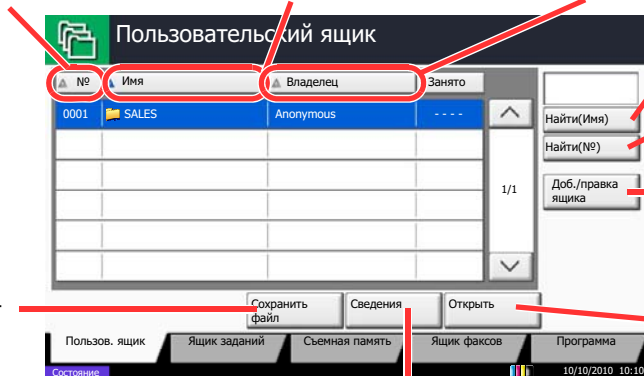 Пользовательский ящик
№ Имя Владелец Занято
0001 SALES Anonymous ----
Найти(Имя)
Найти(№)
1/1
Доб./правка
ящика
Сохранить
файл
Сведения
Открыть
Пользов. ящик Ящик заданий Съемная память Ящик факсов Программа
Состояние 10/10/2010 10:10